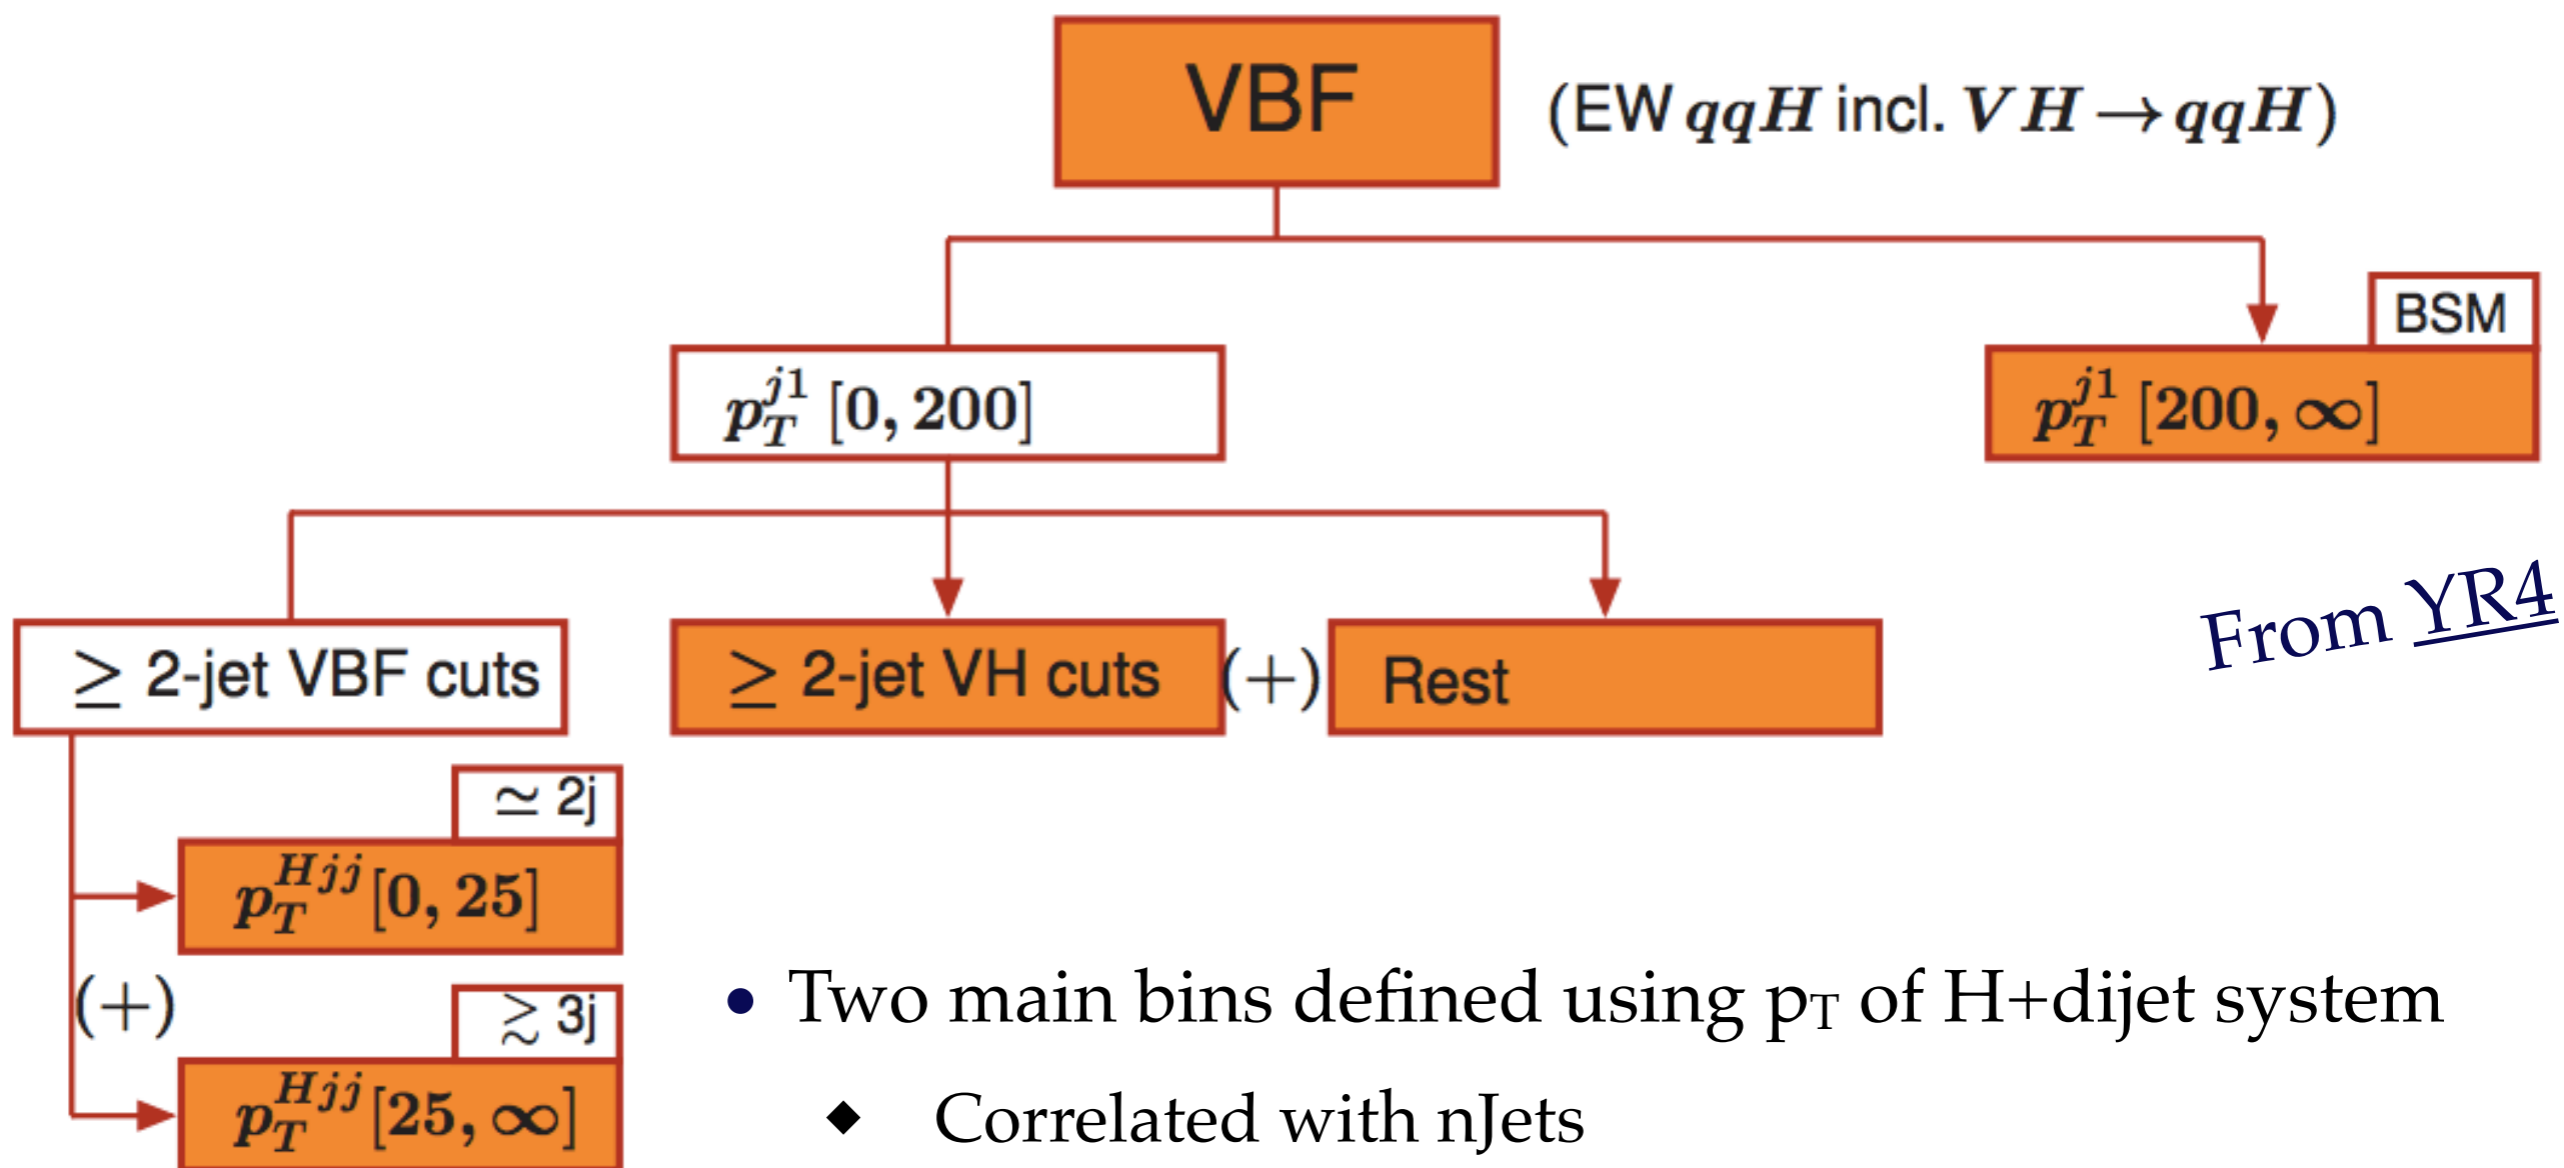 VBF
(EW qqH incl. VH → qqH)
BSM
p_T^{j1} [0, 200]
p_T^{j1} [200, ∞]
From YR4
≥ 2-jet VBF cuts
≥ 2-jet VH cuts
(+)
Rest
≃ 2j
p_T^{Hjj} [0, 25]
(+)
≳ 3j
p_T^{Hjj} [25, ∞]
• Two main bins defined using p_T of H+dijet system
◆ Correlated with nJets